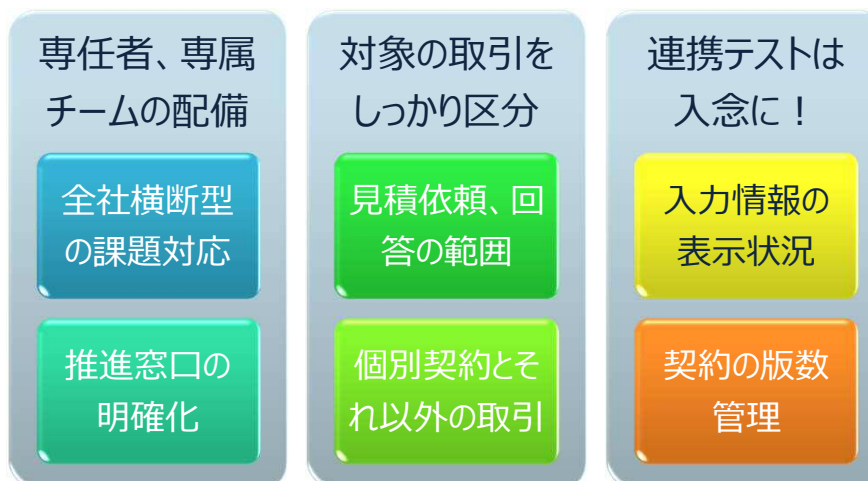 専任者、専属
チームの配備
全社横断型
の課題対応
推進窓口の
明確化
対象の取引を
しっかり区分
見積依頼、回
答の範囲
個別契約とそ
れ以外の取引
連携テストは
入念に！
入力情報の
表示状況
契約の版数
管理